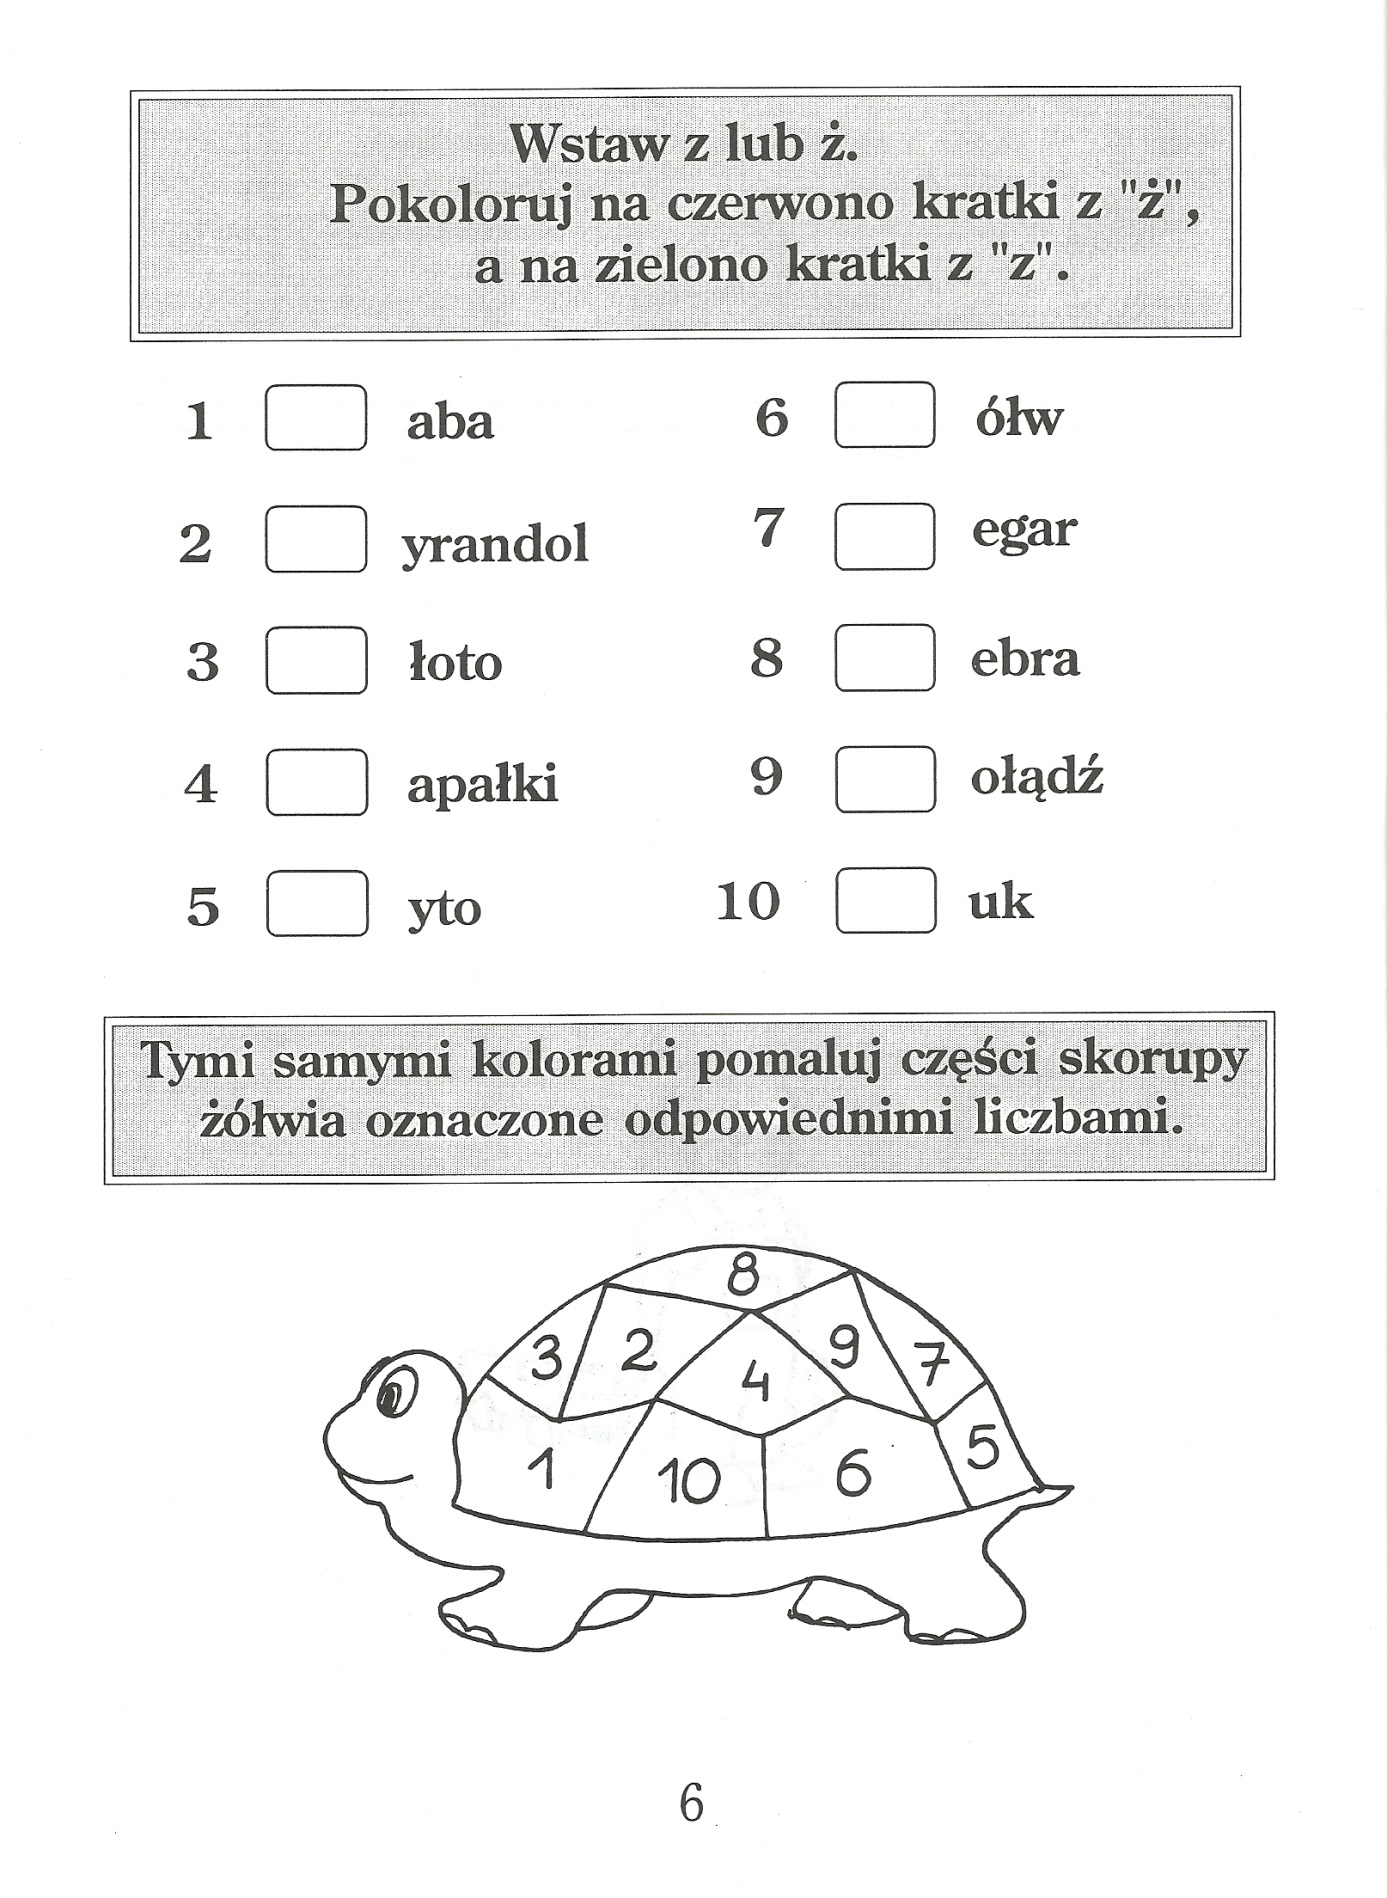 Wstaw z lub ż.
Pokoloruj na czerwono kratki z "ż",
a na zielono kratki z "z".
1 aba
2 yrandol
3 łoto
4 apałki
5 yto
6 ółw
7 egar
8 ebra
9 ołądź
10 uk
Tymi samymi kolorami pomaluj części skorupy
żółwia oznaczone odpowiednimi liczbami.
8
3 2 9 7
4
1 10 6 5
6